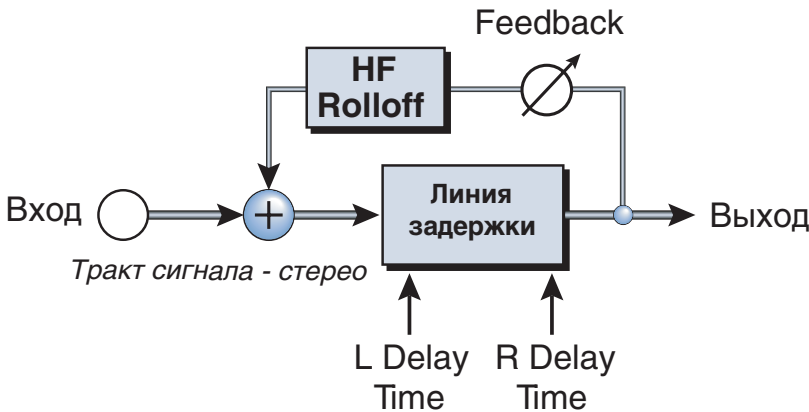 Feedback
HF
Rolloff
Вход
+
Линия
задержки
Выход
Тракт сигнала - стерео
L Delay
Time
R Delay
Time